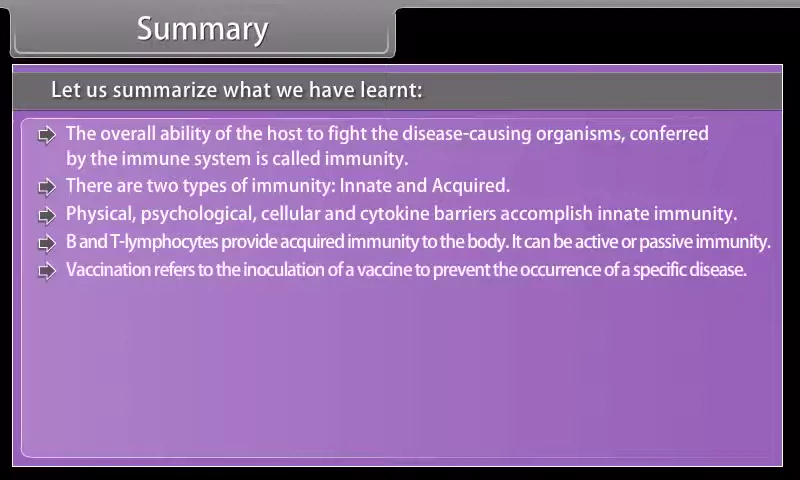 Summary
Let us summarize what we have learnt:
The overall ability of the host to fight the disease-causing organisms, conferred
by the immune system is called immunity.
There are two types of immunity: Innate and Acquired.
Physical, psychological, cellular and cytokine barriers accomplish innate immunity.
B and T-lymphocytes provide acquired immunity to the body. It can be active or passive immunity.
Vaccination refers to the inoculation of a vaccine to prevent the occurrence of a specific disease.